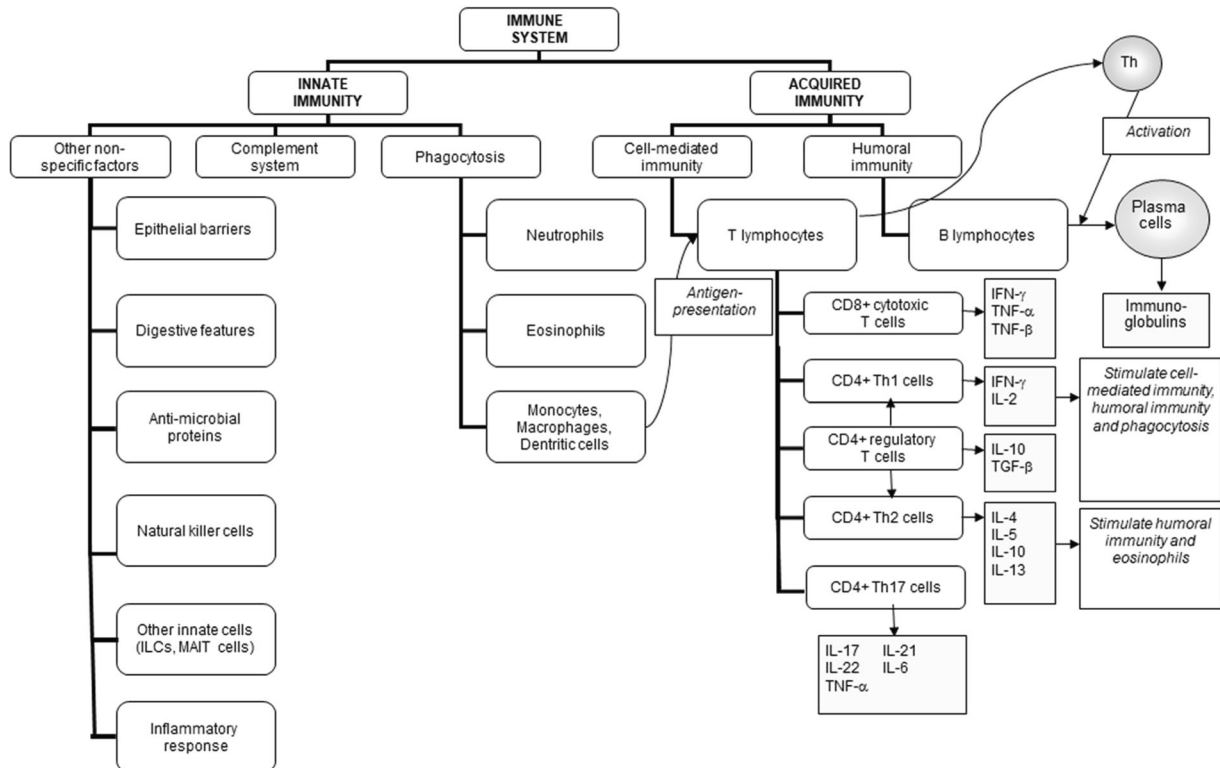 IMMUNE
SYSTEM
INNATE
IMMUNITY
ACQUIRED
IMMUNITY
Th
Activation
Other non-
specific factors
Complement
system
Phagocytosis
Cell-mediated
immunity
Humoral
immunity
Epithelial barriers
Digestive features
Anti-microbial
proteins
Natural killer cells
Other innate cells
(ILCs, MAIT cells)
Inflammatory
response
Neutrophils
Eosinophils
Monocytes,
Macrophages,
Dentritic cells
Antigen-
presentation
T lymphocytes
B lymphocytes
Plasma
cells
Immuno-
globulins
CD8+ cytotoxic
T cells
IFN-γ
TNF-α
TNF-β
CD4+ Th1 cells
IFN-γ
IL-2
Stimulate cell-
mediated immunity,
humoral immunity
and phagocytosis
CD4+ regulatory
T cells
IL-10
TGF-β
CD4+ Th2 cells
IL-4
IL-5
IL-10
IL-13
Stimulate humoral
immunity and
eosinophils
CD4+ Th17 cells
IL-17 IL-21
IL-22 IL-6
TNF-α